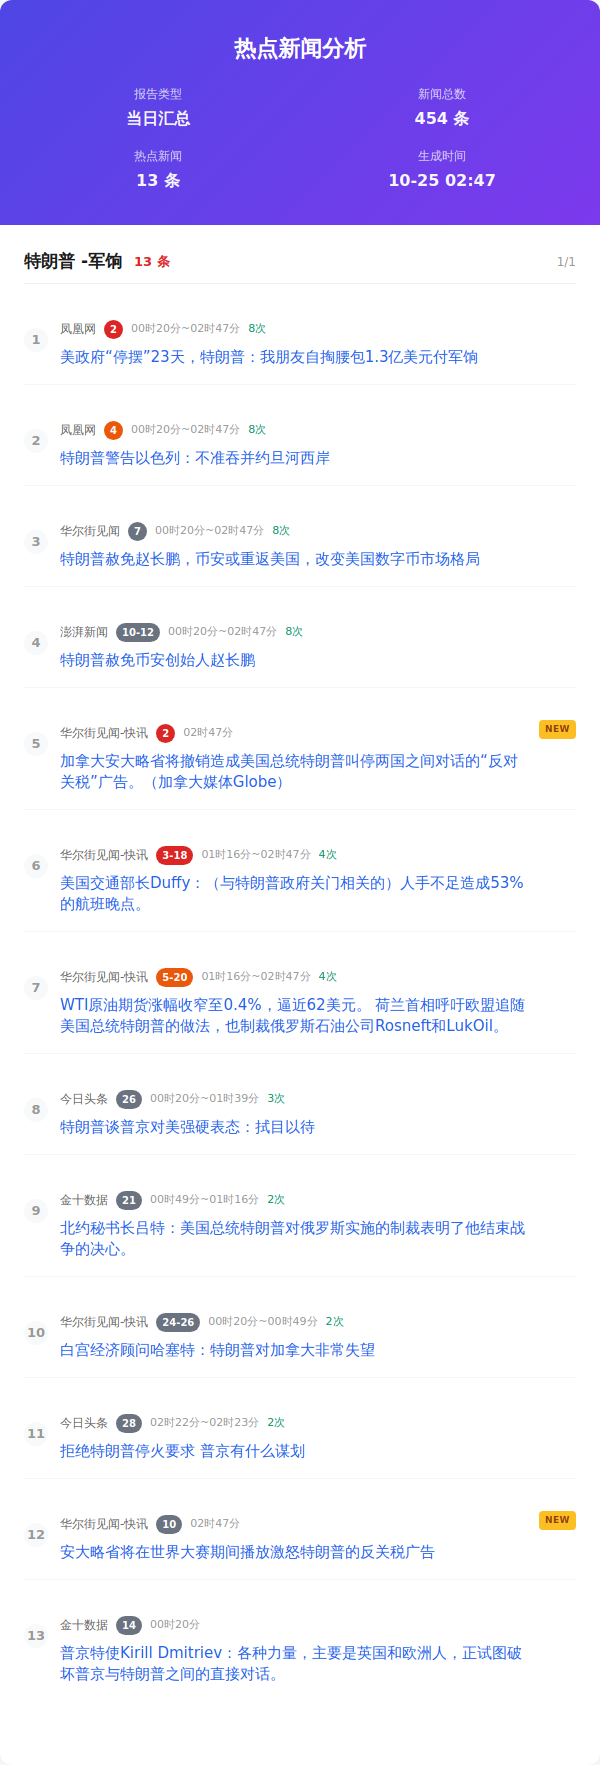 热点新闻分析
报告类型
新闻总数
当日汇总
454 条
热点新闻
生成时间
13 条
10-25 02:47
特朗普 -军饷 13 条 1/1
1
凤凰网 2 00时20分~02时47分 8次
美政府“停摆”23天，特朗普：我朋友自掏腰包1.3亿美元付军饷
2
凤凰网 4 00时20分~02时47分 8次
特朗普警告以色列：不准吞并约旦河西岸
3
华尔街见闻 7 00时20分~02时47分 8次
特朗普赦免赵长鹏，币安或重返美国，改变美国数字币市场格局
4
澎湃新闻 10-12 00时20分~02时47分 8次
特朗普赦免币安创始人赵长鹏
5
华尔街见闻-快讯 2 02时47分 NEW
加拿大安大略省将撤销造成美国总统特朗普叫停两国之间对话的“反对
关税”广告。（加拿大媒体Globe）
6
华尔街见闻-快讯 3-18 01时16分~02时47分 4次
美国交通部长Duffy：（与特朗普政府关门相关的）人手不足造成53%
的航班晚点。
7
华尔街见闻-快讯 5-20 01时16分~02时47分 4次
WTI原油期货涨幅收窄至0.4%，逼近62美元。 荷兰首相呼吁欧盟追随
美国总统特朗普的做法，也制裁俄罗斯石油公司Rosneft和LukOil。
8
今日头条 26 00时20分~01时39分 3次
特朗普谈普京对美强硬表态：拭目以待
9
金十数据 21 00时49分~01时16分 2次
北约秘书长吕特：美国总统特朗普对俄罗斯实施的制裁表明了他结束战
争的决心。
10
华尔街见闻-快讯 24-26 00时20分~00时49分 2次
白宫经济顾问哈塞特：特朗普对加拿大非常失望
11
今日头条 28 02时22分~02时23分 2次
拒绝特朗普停火要求 普京有什么谋划
12
华尔街见闻-快讯 10 02时47分 NEW
安大略省将在世界大赛期间播放激怒特朗普的反关税广告
13
金十数据 14 00时20分
普京特使Kirill Dmitriev：各种力量，主要是英国和欧洲人，正试图破
坏普京与特朗普之间的直接对话。